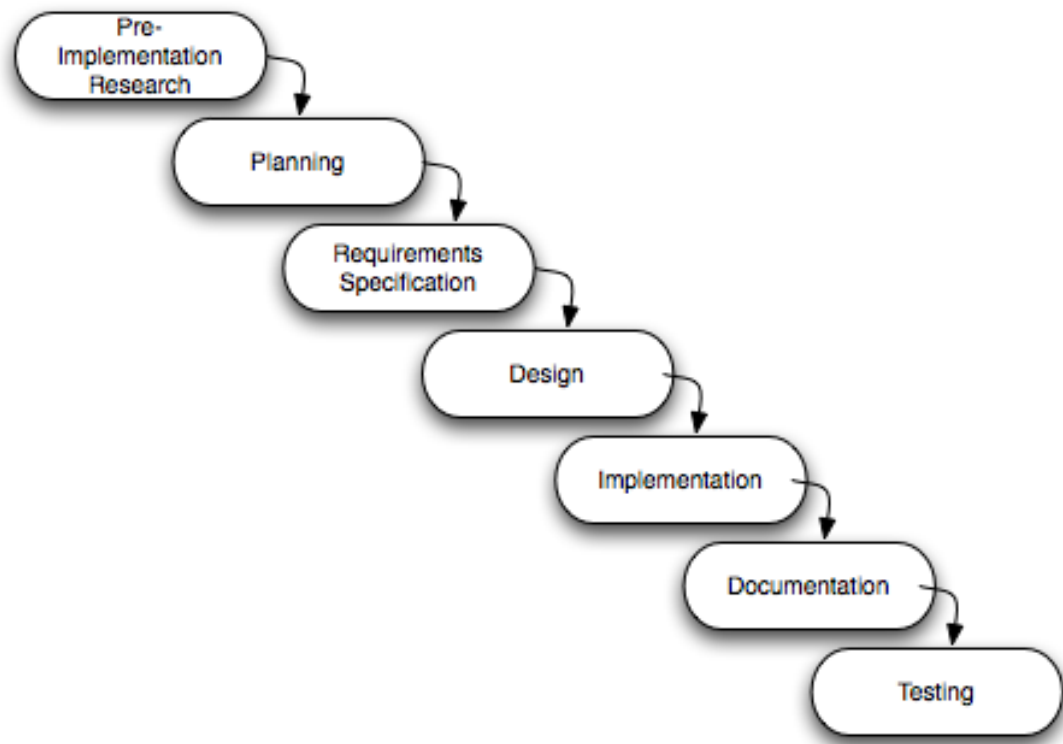 Pre-
Implementation
Research
Planning
Requirements
Specification
Design
Implementation
Documentation
Testing